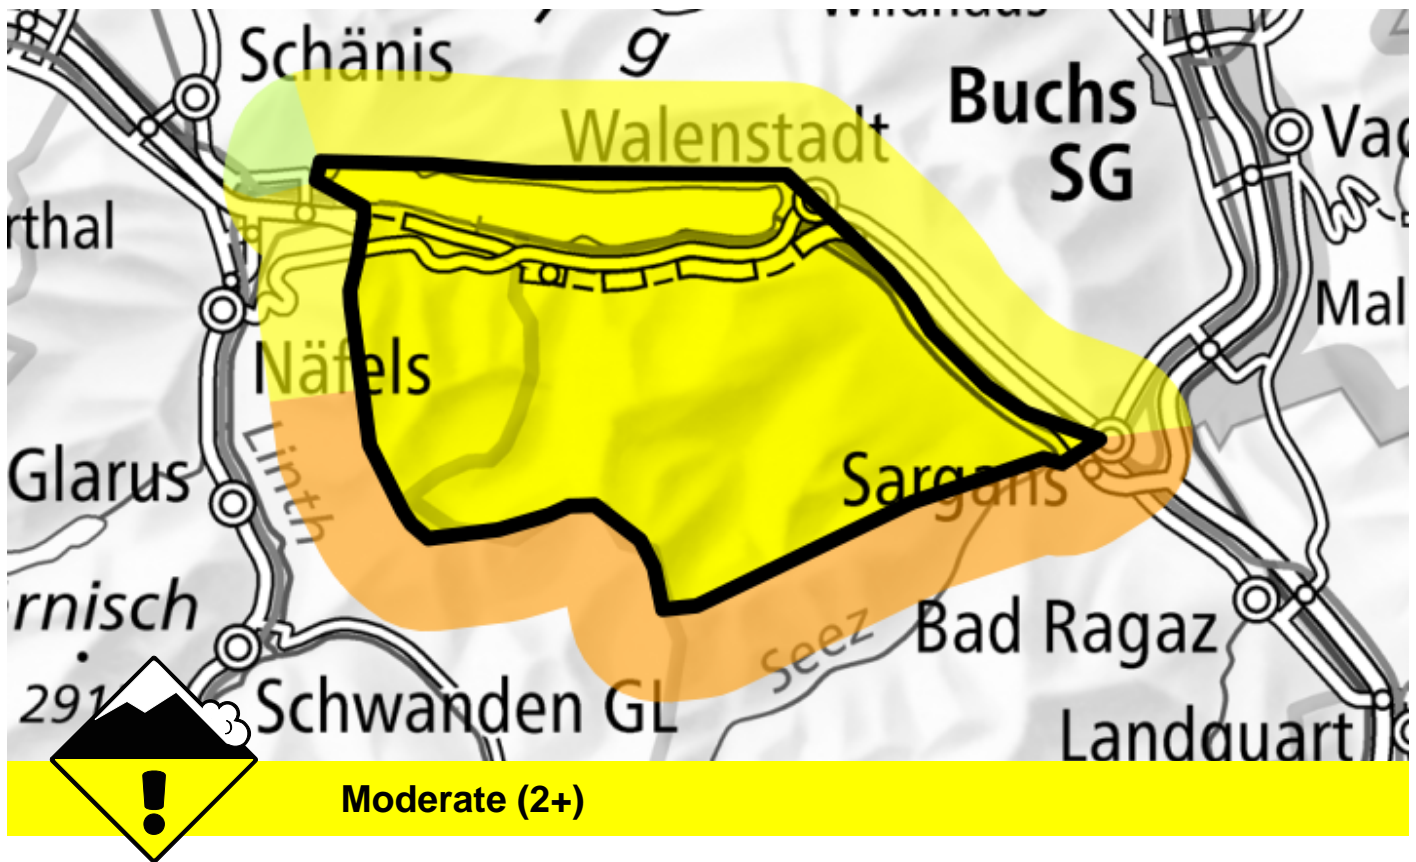 Schänis
g
Walenstadt
Buchs
SG
rthal
Näfels
Mal
Linth
Glarus
Sargans
rnisch
291
Seez
Bad Ragaz
Schwanden GL
Landquart
Moderate (2+)